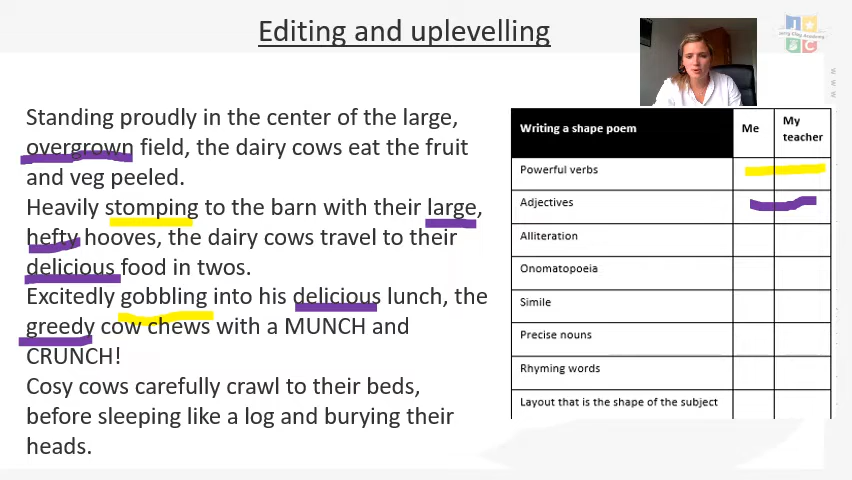 Editing and uplevelling
Standing proudly in the center of the large,
overgrown field, the dairy cows eat the fruit
and veg peeled.
Heavily stomping to the barn with their large,
hefty hooves, the dairy cows travel to their
delicious food in twos.
Excitedly gobbling into his delicious lunch, the
greedy cow chews with a MUNCH and
CRUNCH!
Cosy cows carefully crawl to their beds,
before sleeping like a log and burying their
heads.
Writing a shape poem
Me
My
teacher
Powerful verbs
Adjectives
Alliteration
Onomatopoeia
Simile
Precise nouns
Rhyming words
Layout that is the shape of the subject
J
C
W W W